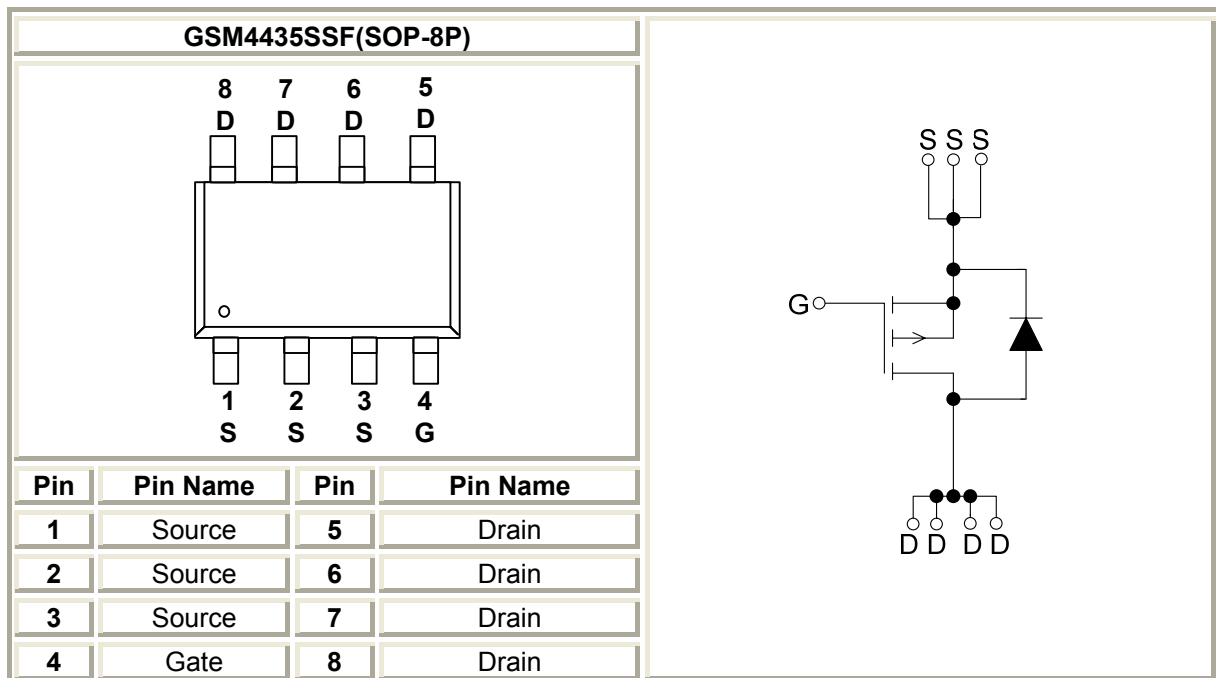 GSM4435SSF(SOP-8P)
8 7 6 5
D D D D
1 2 3 4
S S S G
Pin Pin Name Pin Pin Name
1 Source 5 Drain
2 Source 6 Drain
3 Source 7 Drain
4 Gate 8 Drain
S S S
G
D D D D